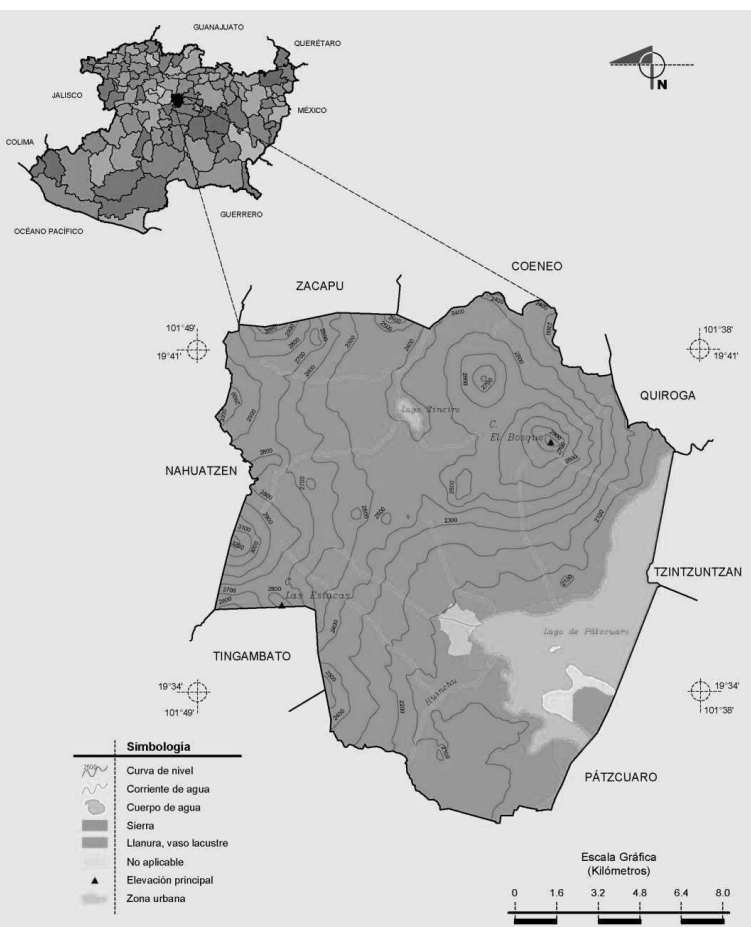 GUANAJUATO
QUERÉTARO
JALISCO
MÉXICO
COLIMA
GUERRERO
OCÉANO PACÍFICO
N
COENEO
ZACAPU
101°49'
19°41'
101°38'
19°41'
QUIROGA
Lago Zinciro
C.
El Bosque
NAHUATZEN
TZINTZUNTZAN
C.
Las Estacas
Lago de Pátzcuaro
TINGAMBATO
Huinchu
19°34'
101°49'
19°34'
101°38'
PÁTZCUARO
Simbología
Curva de nivel
Corriente de agua
Cuerpo de agua
Sierra
Llanura, vaso lacustre
No aplicable
Elevación principal
Zona urbana
Escala Gráfica
(Kilómetros)
0 1.6 3.2 4.8 6.4 8.0